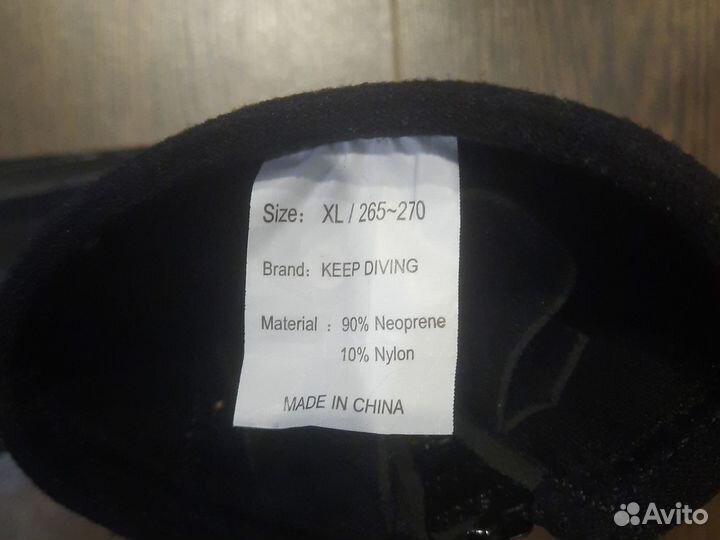 Size: XL / 265~270
Brand: KEEP DIVING
Material : 90% Neoprene
10% Nylon
MADE IN CHINA
Avito